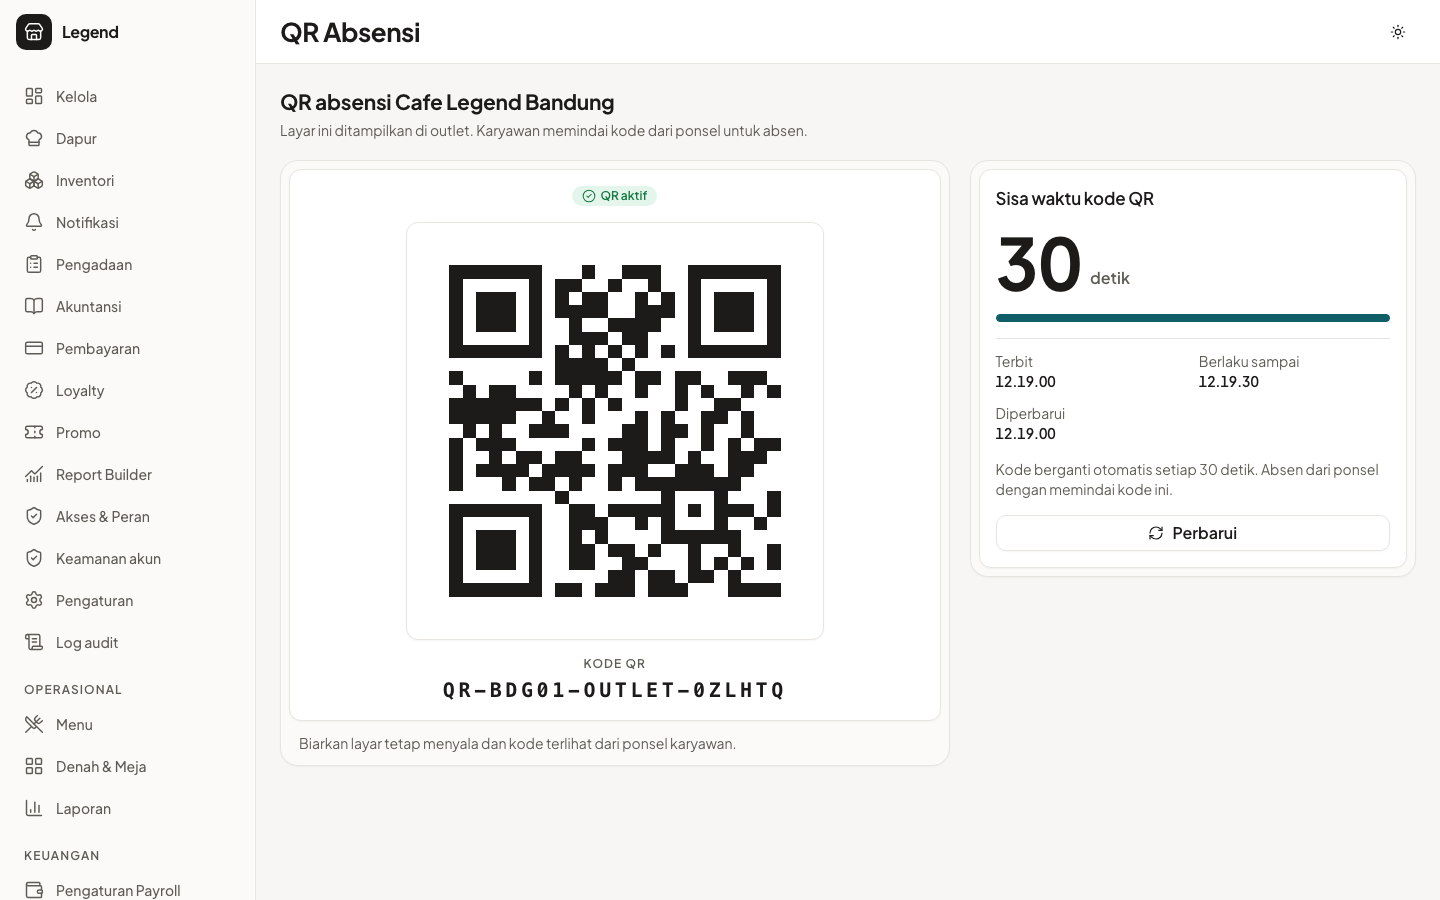 Legend
Kelola
Dapur
Inventori
Notifikasi
Pengadaan
Akuntansi
Pembayaran
Loyalty
Promo
Report Builder
Akses & Peran
Keamanan akun
Pengaturan
Log audit
OPERASIONAL
Menu
Denah & Meja
Laporan
KEUANGAN
Pengaturan Payroll
QR Absensi
QR absensi Cafe Legend Bandung
Layar ini ditampilkan di outlet. Karyawan memindai kode dari ponsel untuk absen.
QR aktif
KODE QR
QR-BDG01-OUTLET-0ZLHTQ
Biarkan layar tetap menyala dan kode terlihat dari ponsel karyawan.
Sisa waktu kode QR
30 detik
Terbit
12.19.00
Berlaku sampai
12.19.30
Diperbarui
12.19.00
Kode berganti otomatis setiap 30 detik. Absen dari ponsel
dengan memindai kode ini.
Perbarui